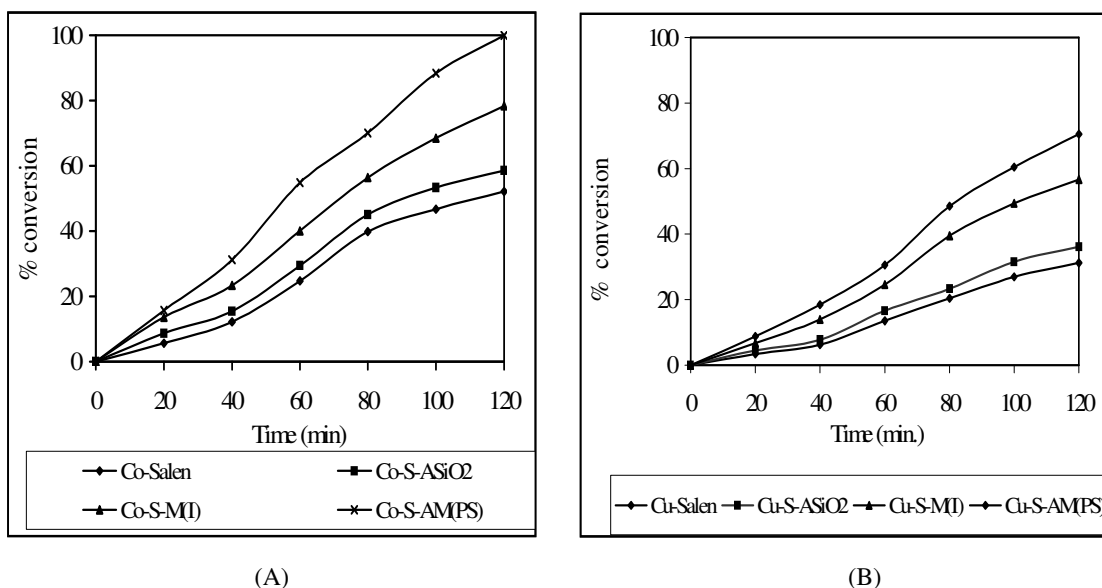 100
80
60
40
20
0
% conversion
0 20 40 60 80 100 120
Time (min)
Co-Salen Co-S-ASiO2
Co-S-M(I) Co-S-AM(PS)
(A)
100
80
60
40
20
0
% conversion
0 20 40 60 80 100 120
Time (min.)
Cu-Salen Cu-S-ASiO2 Cu-S-M(I) Cu-S-AM(PS)
(B)